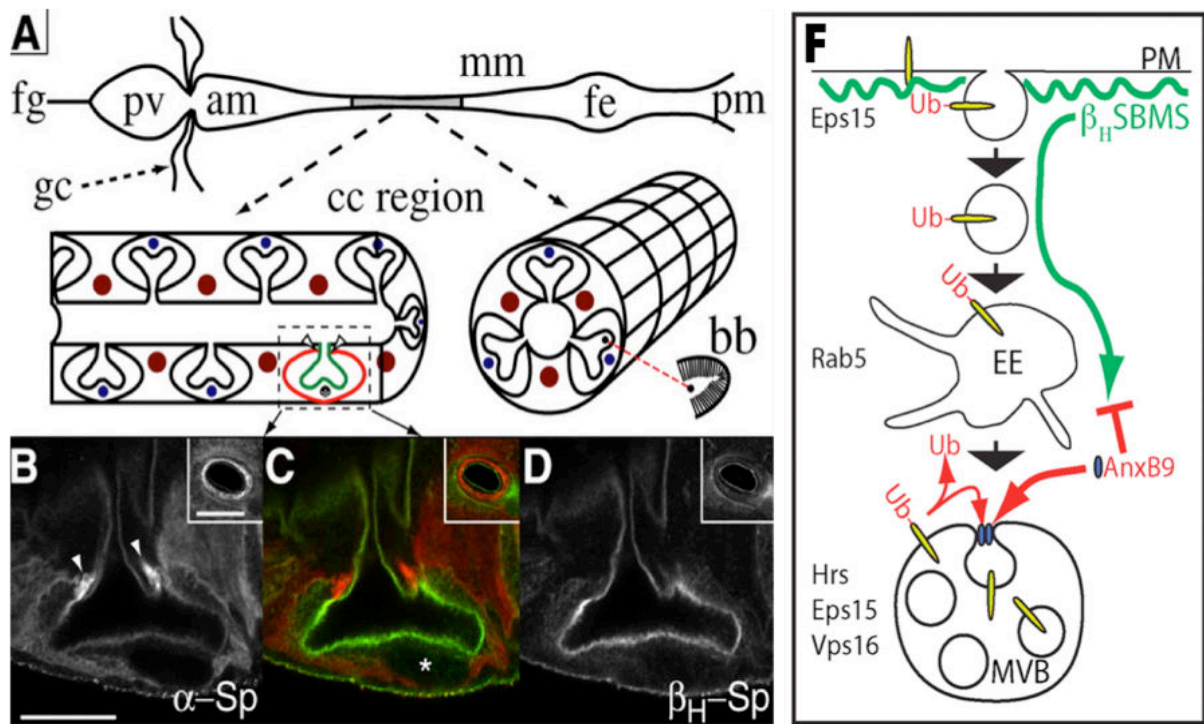 A
fg
pv
am
mm
fe
pm
gc
cc region
bb
B
α–Sp
C
*
D
βH–Sp
F
PM
Ub
Eps15
βHSBMS
Ub
Ub
Rab5
EE
Ub
AnxB9
Ub
Hrs
Eps15
Vps16
MVB